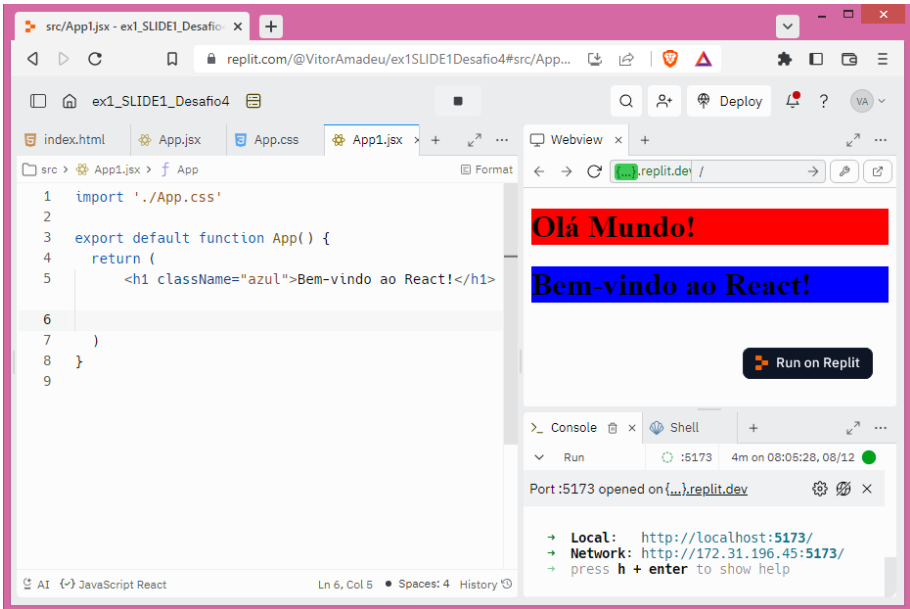 src/App1.jsx - ex1_SLIDE1_Desafio
replit.com/@VitorAmadeu/ex1SLIDE1Desafio4#src/App...
ex1_SLIDE1_Desafio4
Deploy
?
VA
index.html
App.jsx
App.css
App1.jsx
src > App1.jsx > f App
Format
1 import './App.css'
2
3 export default function App() {
4 return (
5 <h1 className="azul">Bem-vindo ao React!</h1>
6
7 )
8 }
9
AI
JavaScript React
Ln 6, Col 5 • Spaces: 4 History
Webview
{...}.replit.dev /
Olá Mundo!
Bem-vindo ao React!
Run on Replit
Console
Shell
Run
:5173
4m on 08:05:28, 08/12
Port :5173 opened on {...}.replit.dev
➜ Local: http://localhost:5173/
➜ Network: http://172.31.196.45:5173/
➜ press h + enter to show help